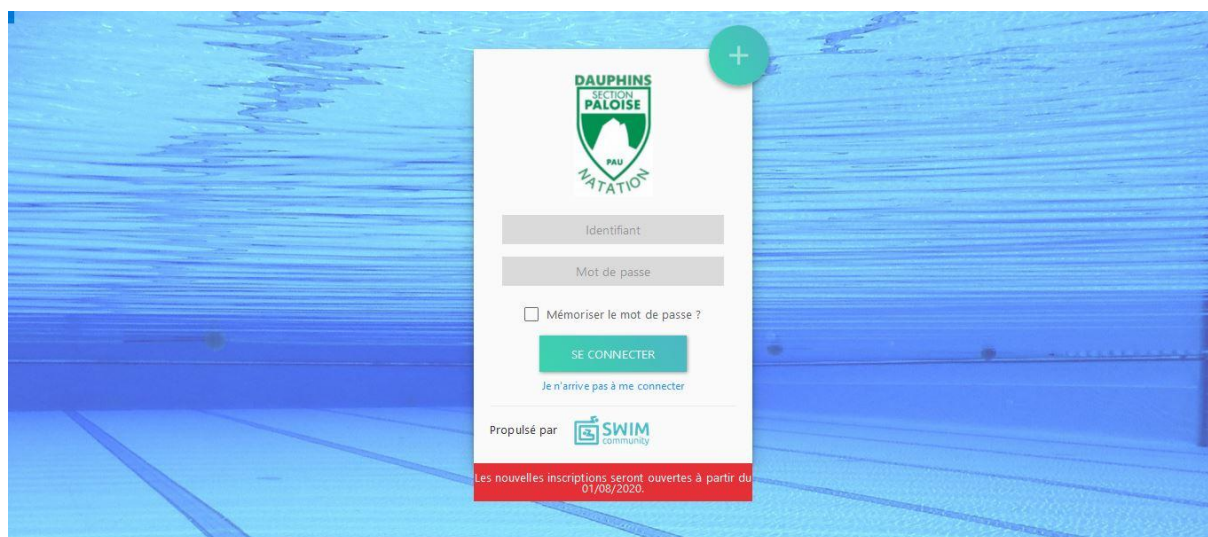 +
DAUPHINS
SECTION
PALOISE
PAU
NATATION
Identifiant
Mot de passe
Mémoriser le mot de passe ?
SE CONNECTER
Je n'arrive pas à me connecter
Propulsé par
SWIM
community
Les nouvelles inscriptions seront ouvertes à partir du
01/08/2020.